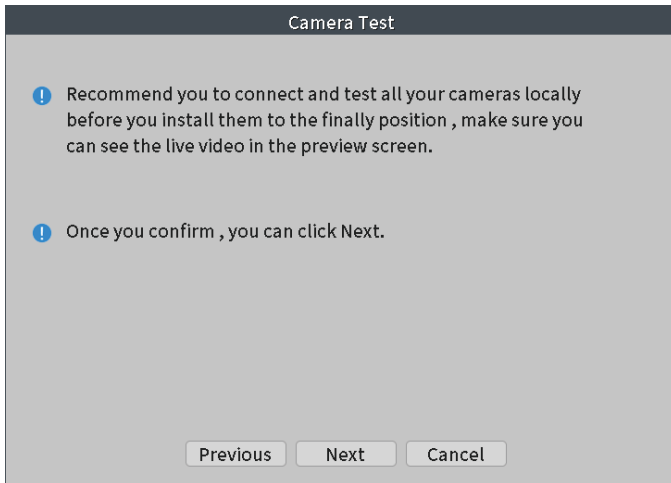 Camera Test
Recommend you to connect and test all your cameras locally
before you install them to the finally position , make sure you
can see the live video in the preview screen.
Once you confirm , you can click Next.
Previous Next Cancel